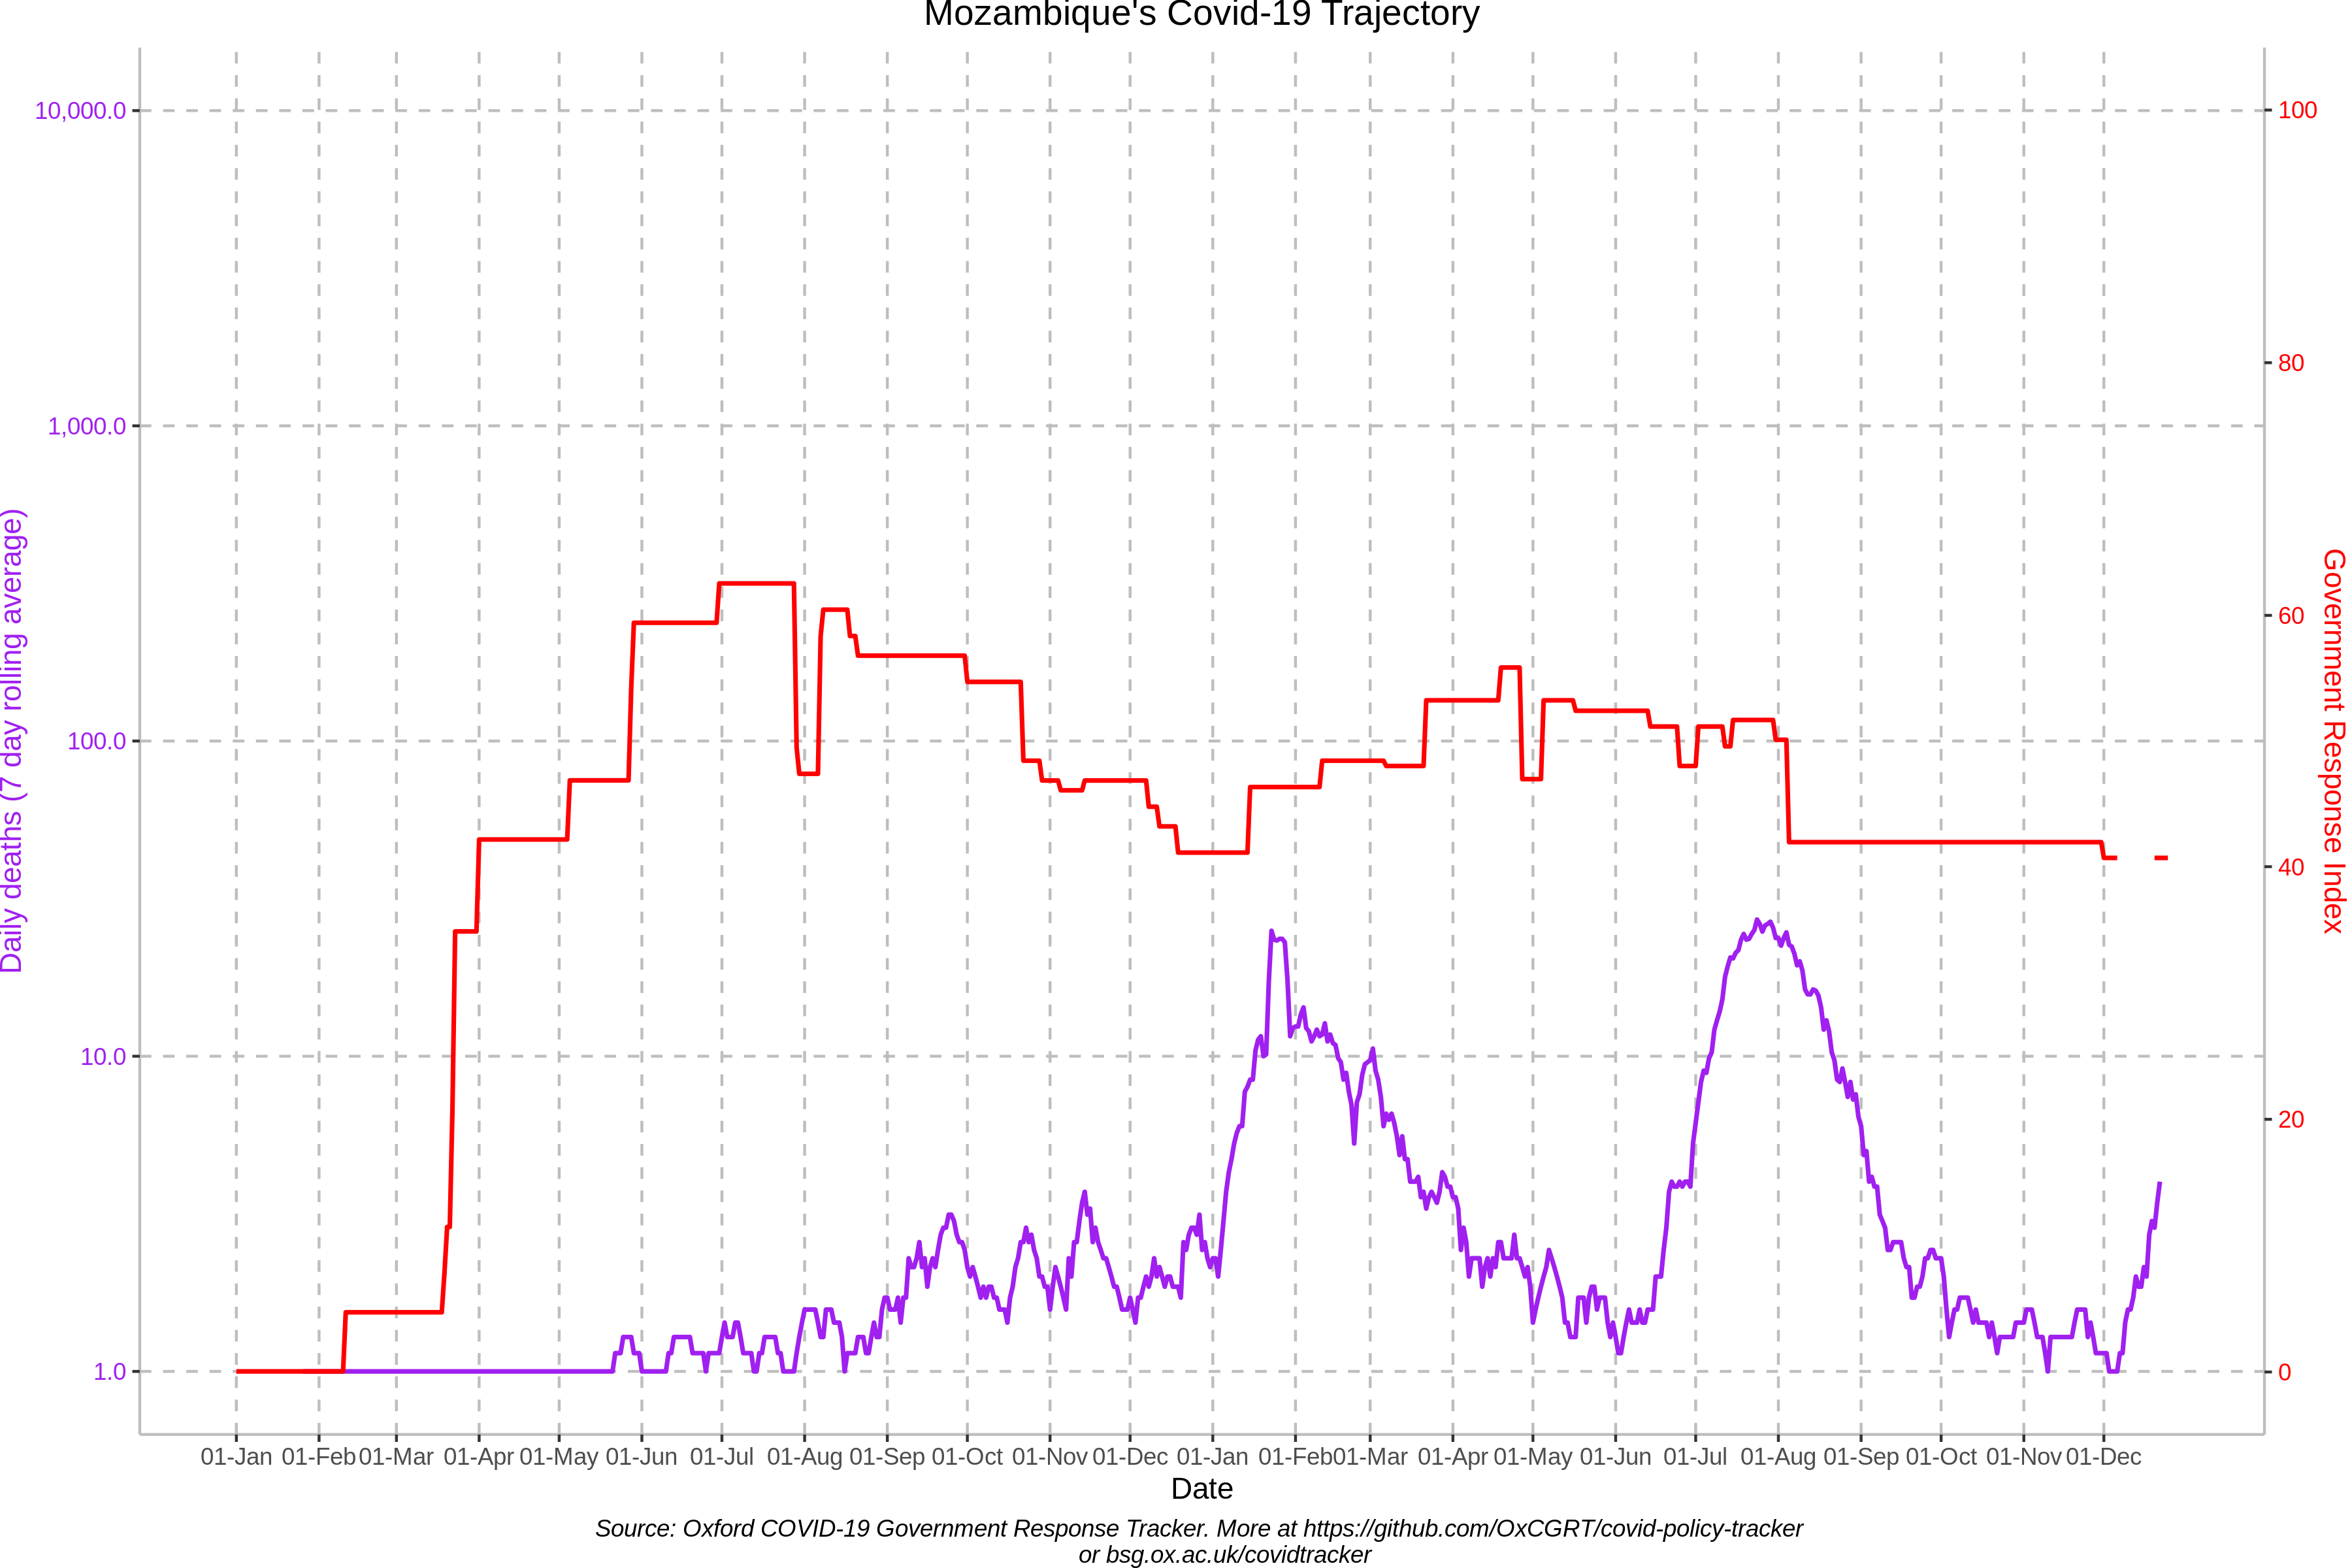 Mozambique's Covid-19 Trajectory
10,000.0
1,000.0
100.0
10.0
1.0
Daily deaths (7 day rolling average)
100
80
60
40
20
0
Government Response Index
01-Jan 01-Feb 01-Mar 01-Apr 01-May 01-Jun 01-Jul 01-Aug 01-Sep 01-Oct 01-Nov 01-Dec 01-Jan 01-Feb 01-Mar 01-Apr 01-May 01-Jun 01-Jul 01-Aug 01-Sep 01-Oct 01-Nov 01-Dec
Date
Source: Oxford COVID-19 Government Response Tracker. More at https://github.com/OxCGRT/covid-policy-tracker
or bsg.ox.ac.uk/covidtracker